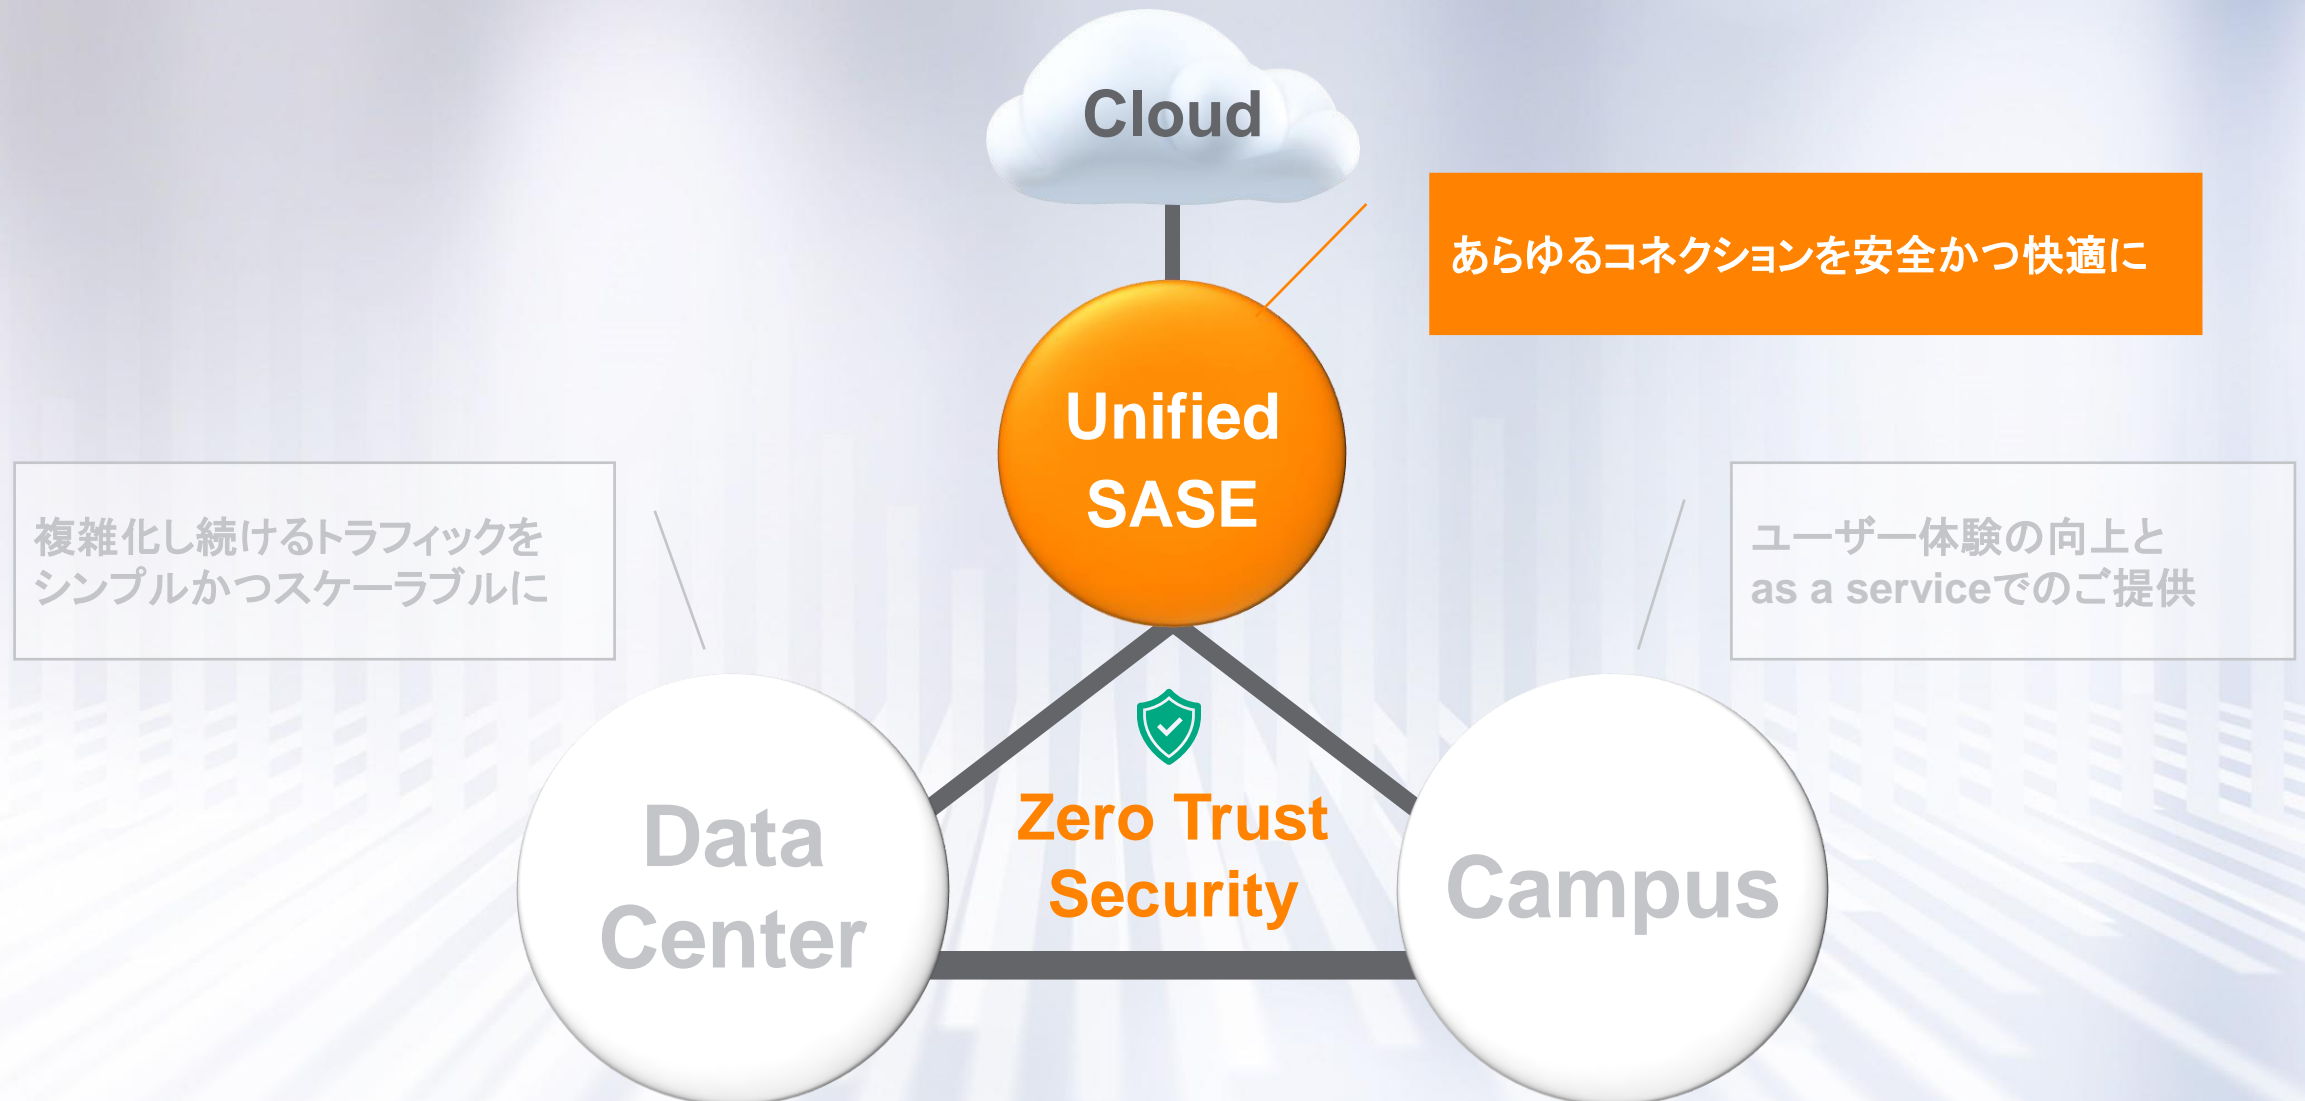 Cloud
あらゆるコネクションを安全かつ快適に
Unified
SASE
複雑化し続けるトラフィックを
シンプルかつスケーラブルに
ユーザー体験の向上と
as a serviceでのご提供
Zero Trust
Security
Data
Center
Campus